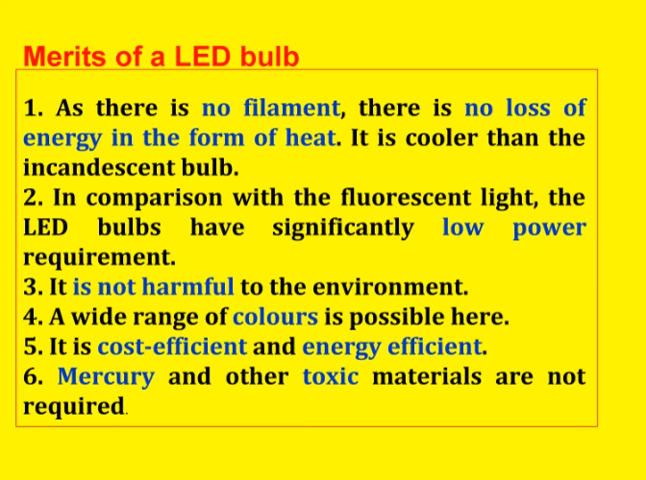 Merits of a LED bulb
1. As there is no filament, there is no loss of
energy in the form of heat. It is cooler than the
incandescent bulb.
2. In comparison with the fluorescent light, the
LED bulbs have significantly low power
requirement.
3. It is not harmful to the environment.
4. A wide range of colours is possible here.
5. It is cost-efficient and energy efficient.
6. Mercury and other toxic materials are not
required.